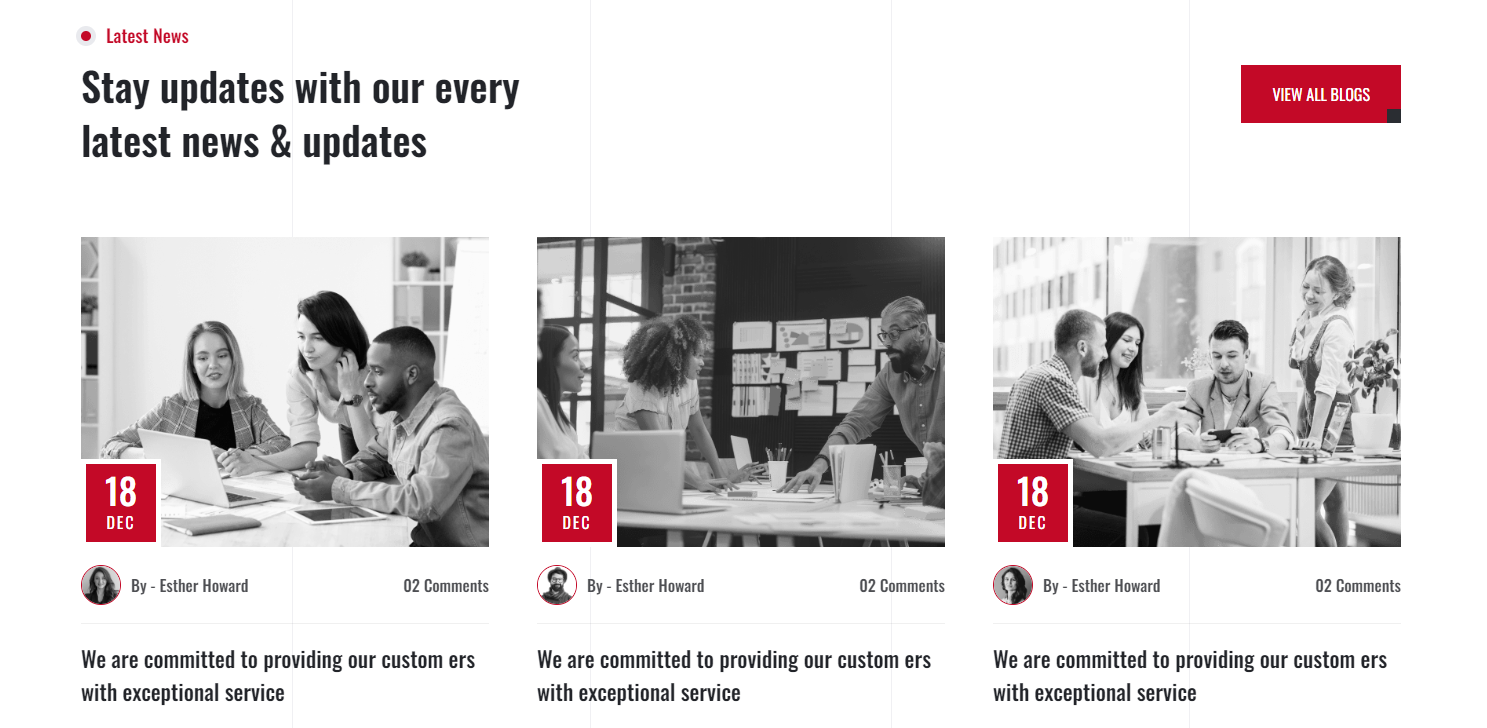 Latest News
Stay updates with our every
latest news & updates
VIEW ALL BLOGS
18
DEC
18
DEC
18
DEC
By - Esther Howard
02 Comments
By - Esther Howard
02 Comments
By - Esther Howard
02 Comments
We are committed to providing our custom ers
with exceptional service
We are committed to providing our custom ers
with exceptional service
We are committed to providing our custom ers
with exceptional service